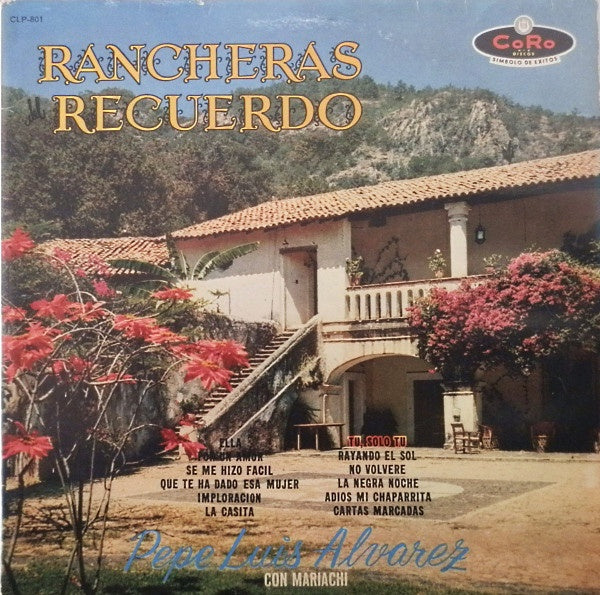 CLP-801
CoRo
DISCOS
SIMBOLO DE EXITOS
RANCHERAS
del RECUERDO
ELLA
POR UN AMOR
SE ME HIZO FACIL
QUE TE HA DADO ESA MUJER
IMPLORACION
LA CASITA
TU, SOLO TU
RAYANDO EL SOL
NO VOLVERE
LA NEGRA NOCHE
ADIOS MI CHAPARRITA
CARTAS MARCADAS
Pepe Luis Alvarez
CON MARIACHI